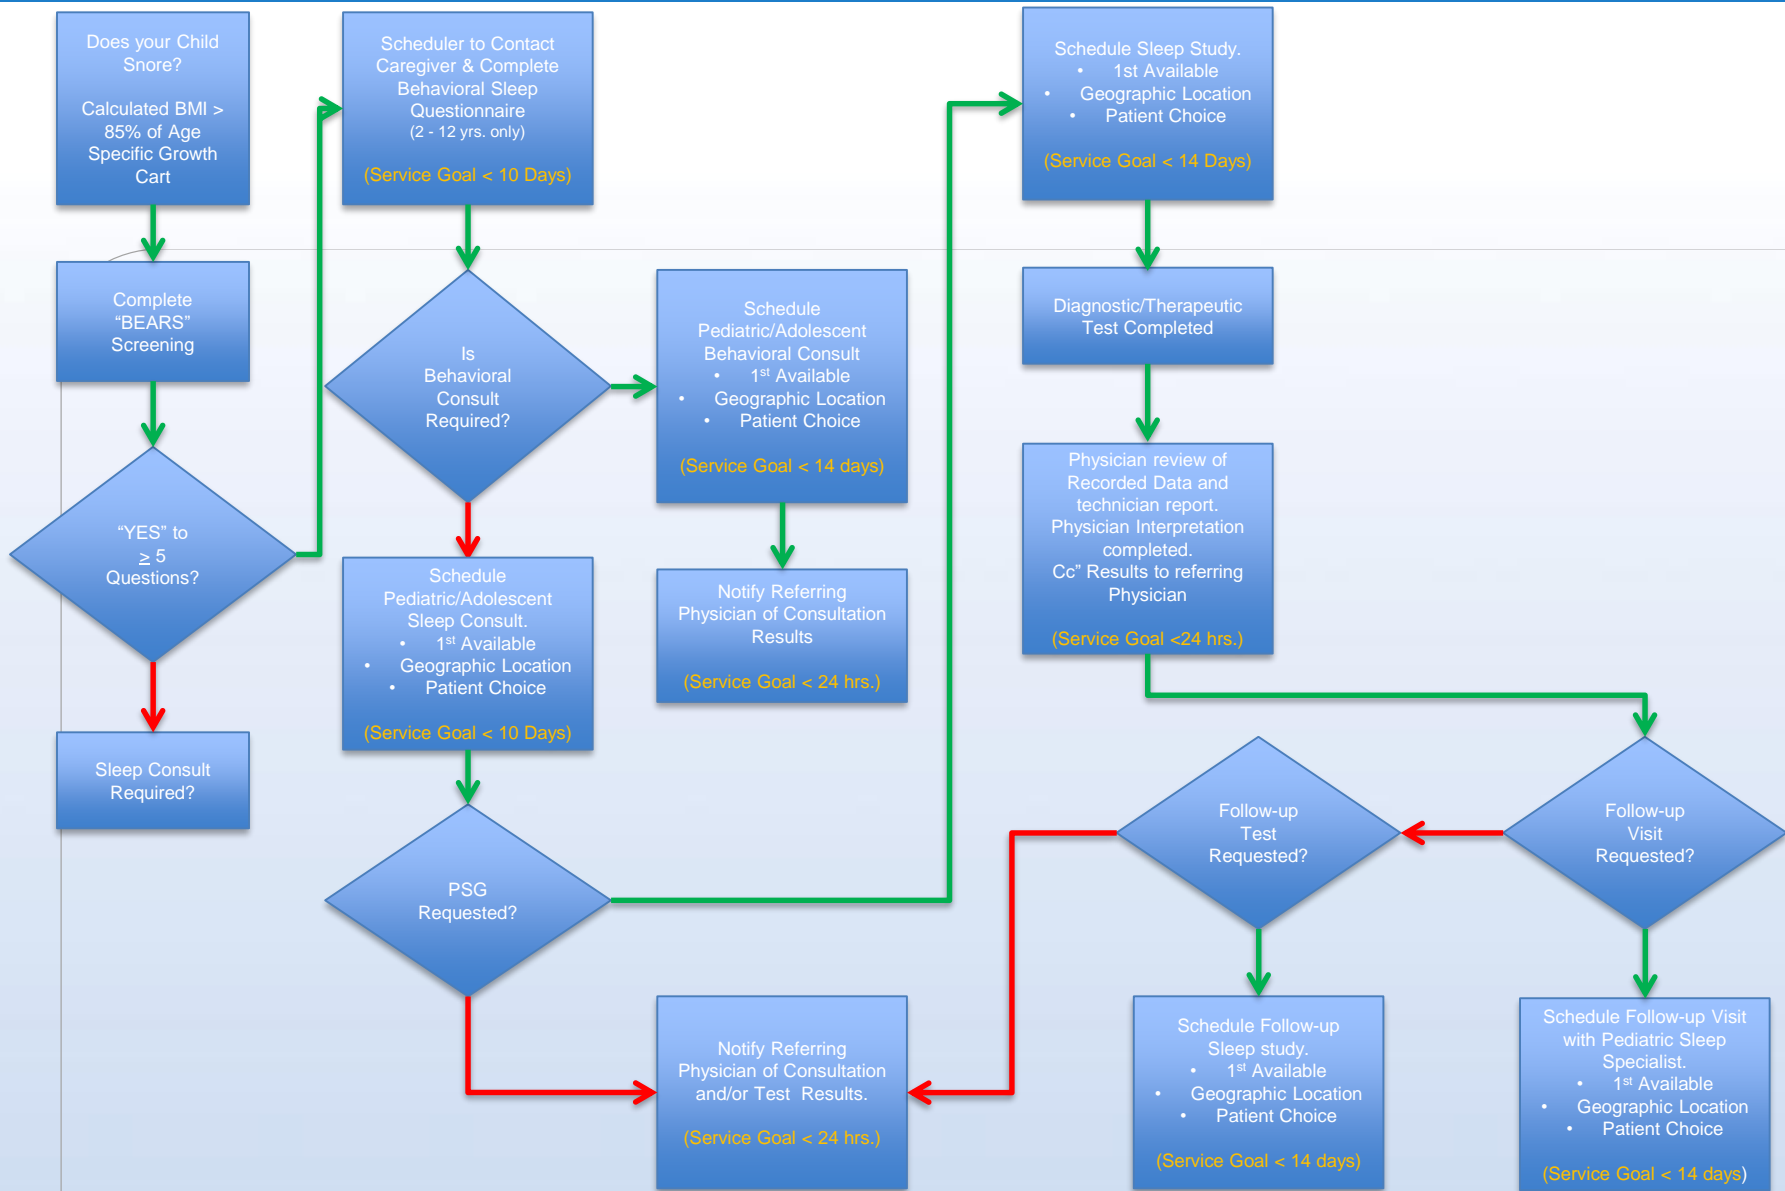 Does your Child
Snore?
Calculated BMI >
85% of Age
Specific Growth
Cart
Complete
“BEARS”
Screening
“YES” to
≥ 5
Questions?
Sleep Consult
Required?
Scheduler to Contact
Caregiver & Complete
Behavioral Sleep
Questionnaire
(2 - 12 yrs. only)
(Service Goal < 10 Days)
Is
Behavioral
Consult
Required?
Schedule
Pediatric/Adolescent
Sleep Consult.
• 1st Available
• Geographic Location
• Patient Choice
(Service Goal < 10 Days)
PSG
Requested?
Schedule
Pediatric/Adolescent
Behavioral Consult
• 1st Available
• Geographic Location
• Patient Choice
(Service Goal < 14 days)
Notify Referring
Physician of Consultation
Results
(Service Goal < 24 hrs.)
Notify Referring
Physician of Consultation
and/or Test Results.
(Service Goal < 24 hrs.)
Schedule Sleep Study.
• 1st Available
• Geographic Location
• Patient Choice
(Service Goal < 14 Days)
Diagnostic/Therapeutic
Test Completed
Physician review of
Recorded Data and
technician report.
Physician Interpretation
completed.
Cc” Results to referring
Physician
(Service Goal <24 hrs.)
Follow-up
Test
Requested?
Follow-up
Visit
Requested?
Schedule Follow-up
Sleep study.
• 1st Available
• Geographic Location
• Patient Choice
(Service Goal < 14 days)
Schedule Follow-up Visit
with Pediatric Sleep
Specialist.
• 1st Available
• Geographic Location
• Patient Choice
(Service Goal < 14 days)